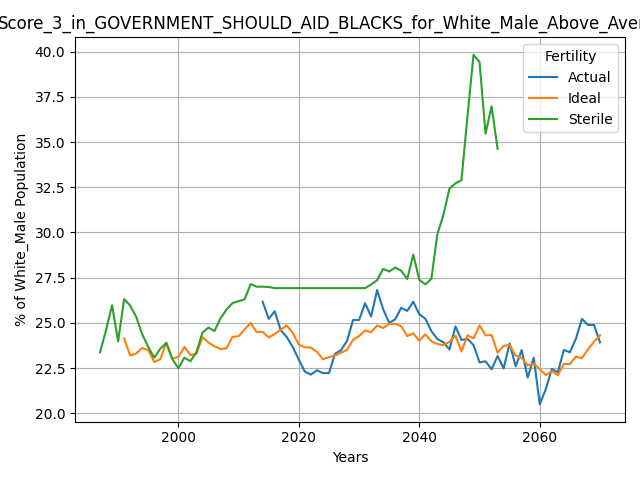 Score_3_in_GOVERNMENT_SHOULD_AID_BLACKS_for_White_Male_Above_Aver
Fertility
Actual
Ideal
Sterile
% of White_Male Population
40.0
37.5
35.0
32.5
30.0
27.5
25.0
22.5
20.0
2000 2020 2040 2060
Years